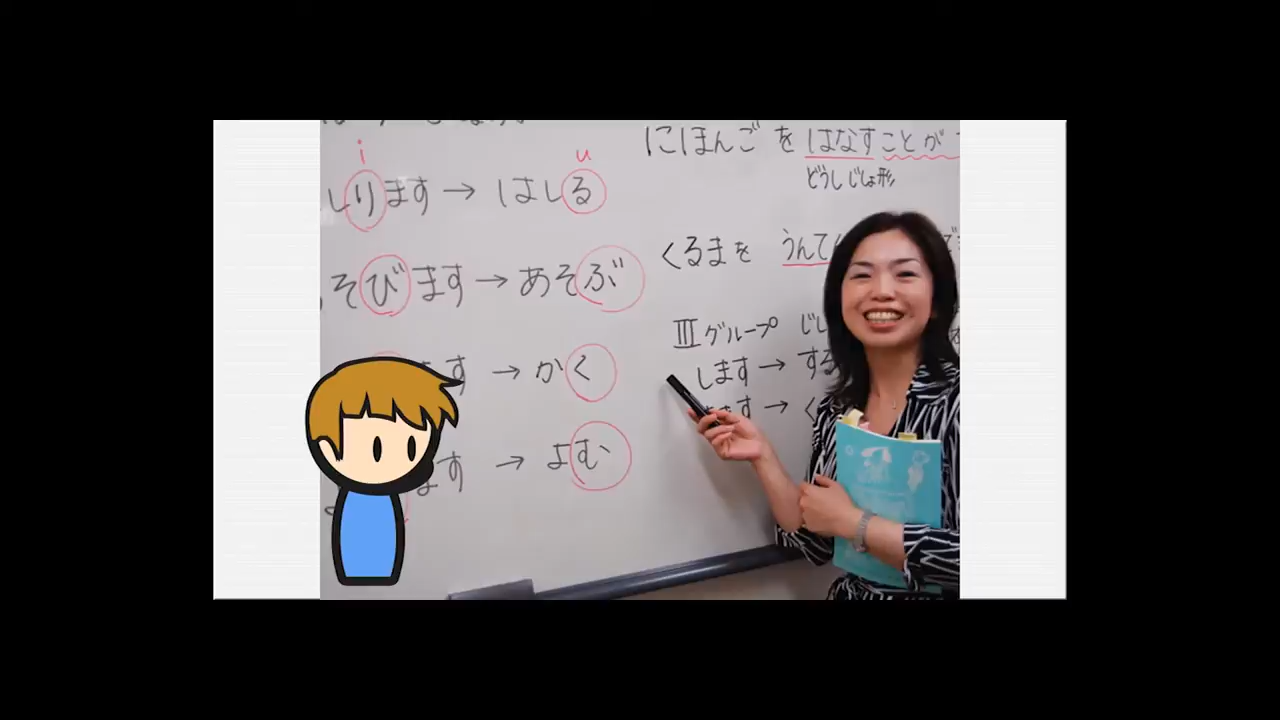 i u
します → はしる
そびます → あそぶ
ます → かく
ます → よむ
にほんご を はなすことが
どうしじしょ形
くるまを うんてん
Ⅲグループ じし
します → する
ます → く